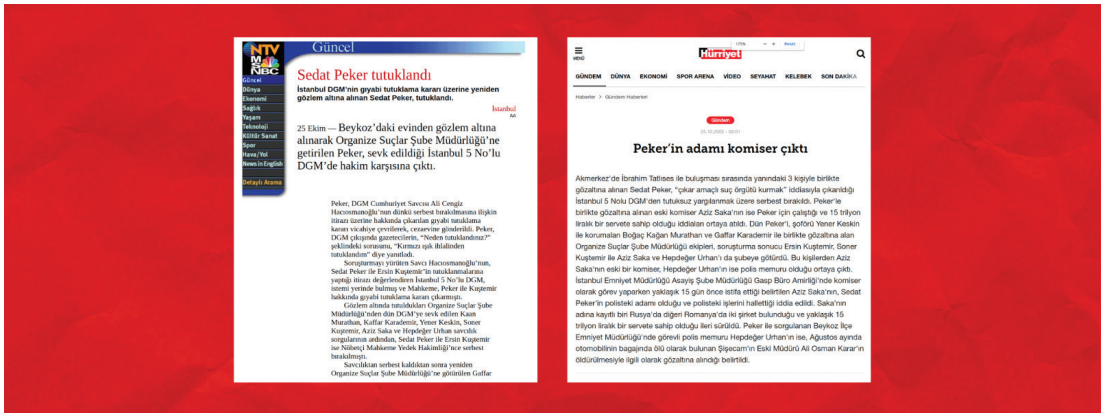 NTV
MS
NBC
Güncel
Güncel
Dünya
Ekonomi
Sağlık
Yaşam
Teknoloji
Kültür Sanat
Spor
Hava/Yol
News in English
Detaylı Arama
Sedat Peker tutuklandı
İstanbul DGM'nin gıyabi tutuklama kararı üzerine yeniden
gözlem altına alınan Sedat Peker, tutuklandı.
İstanbul
AA
25 Ekim — Beykoz'daki evinden gözlem altına
alınarak Organize Suçlar Şube Müdürlüğü'ne
getirilen Peker, sevk edildiği İstanbul 5 No'lu
DGM'de hakim karşısına çıktı.
Peker, DGM Cumhuriyet Savcısı Ali Cengiz
Hacıosmanoğlu'nun dünkü serbest bırakılmasına ilişkin
itirazı üzerine hakkında çıkarılan gıyabi tutuklama
kararı vicahiye çevrilerek, cezaevine gönderildi. Peker,
DGM çıkışında gazetecilerin, "Neden tutuklandınız?"
şeklindeki sorusunu, "Kırmızı ışık ihlalinden
tutuklandım" diye yanıtladı.
Soruşturmayı yürüten Savcı Hacıosmanoğlu'nun,
Sedat Peker ile Ersin Kuştemir'in tutuklanmalarına
yaptığı itirazı değerlendiren İstanbul 5 No'lu DGM,
istemi yerinde bulmuş ve Mahkeme, Peker ile Kuştemir
hakkında gıyabi tutuklama kararı çıkarmıştı.
Gözlem altında tutuldukları Organize Suçlar Şube
Müdürlüğü'nden dün DGM'ye sevk edilen Kaan
Murathan, Kaffar Karademir, Yener Keskin, Soner
Kuştemir, Aziz Saka ve Hepdeğer Urhan savcılık
sorgularının ardından, Sedat Peker ile Ersin Kuştemir
ise Nöbetçi Mahkeme Yedek Hakimliği'nce serbest
bırakılmıştı.
Savcılıktan serbest kaldıktan sonra yeniden
Organize Suçlar Şube Müdürlüğü'ne götürülen Gaffar
175% − + Reset
MENÜ
Hürriyet
GÜNDEM DÜNYA EKONOMİ SPOR ARENA VİDEO SEYAHAT KELEBEK SON DAKİKA
Haberler > Gündem Haberleri
Gündem
Peker'in adamı komiser çıktı
Akmerkez'de İbrahim Tatlıses ile buluşması sırasında yanındaki 3 kişiyle birlikte
gözaltına alınan Sedat Peker, "çıkar amaçlı suç örgütü kurmak" iddiasıyla çıkarıldığı
İstanbul 5 Nolu DGM'den tutuksuz yargılanmak üzere serbest bırakıldı. Peker'le
birlikte gözaltına alınan eski komiser Aziz Saka'nın ise Peker için çalıştığı ve 15 trilyon
liralık bir servete sahip olduğu iddiaları ortaya atıldı. Dün Peker'i, şoförü Yener Keskin
ile korumaları Boğaç Kağan Murathan ve Gaffar Karademir ile birlikte gözaltına alan
Organize Suçlar Şube Müdürlüğü ekipleri, soruşturma sonucu Ersin Kuştemir, Soner
Kuştemir ile Aziz Saka ve Hepdeğer Urhan'ı da şubeye götürdü. Bu kişilerden Aziz
Saka'nın eski bir komiser, Hepdeğer Urhan'ın ise polis memuru olduğu ortaya çıktı.
İstanbul Emniyet Müdürlüğü Asayiş Şube Müdürlüğü Gasp Büro Amirliği'nde komiser
olarak görev yaparken yaklaşık 15 gün önce istifa ettiği belirtilen Aziz Saka'nın, Sedat
Peker'in polisteki adamı olduğu ve polisteki işlerini hallettiği iddia edildi. Saka'nın
adına kayıtlı biri Rusya'da diğeri Romanya'da iki şirket bulunduğu ve yaklaşık 15
trilyon liralık bir servete sahip olduğu ileri sürüldü. Peker ile sorgulanan Beykoz İlçe
Emniyet Müdürlüğü'nde görevli polis memuru Hepdeğer Urhan'ın ise, Ağustos ayında
otomobilinin bagajında ölü olarak bulunan Şişecam'ın Eski Müdürü Ali Osman Karar'ın
öldürülmesiyle ilgili olarak gözaltına alındığı belirtildi.